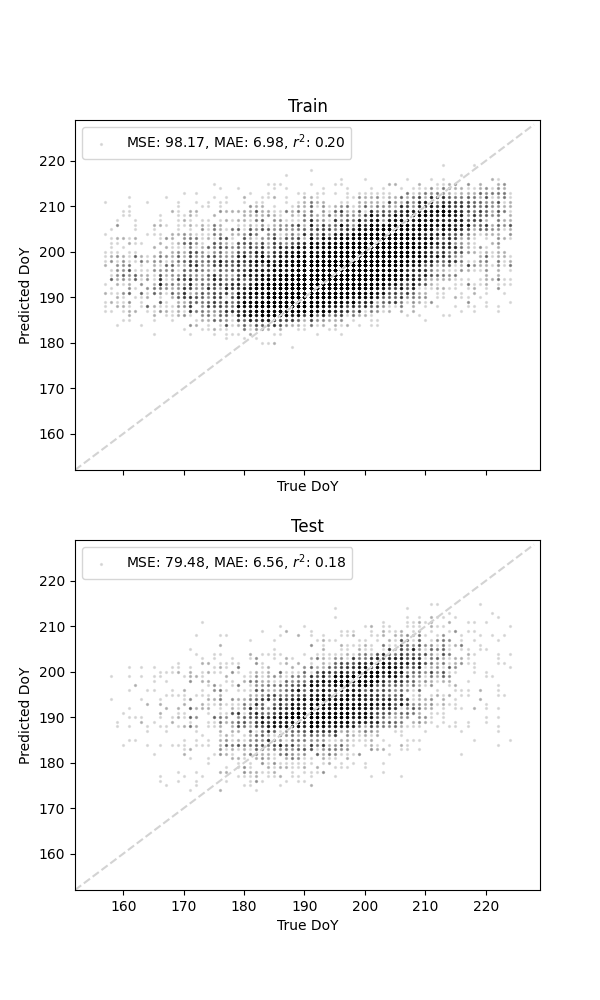 Train
MSE: 98.17, MAE: 6.98, r²: 0.20
220
210
200
190
180
170
160
Predicted DoY
True DoY
Test
MSE: 79.48, MAE: 6.56, r²: 0.18
220
210
200
190
180
170
160
Predicted DoY
160 170 180 190 200 210 220
True DoY